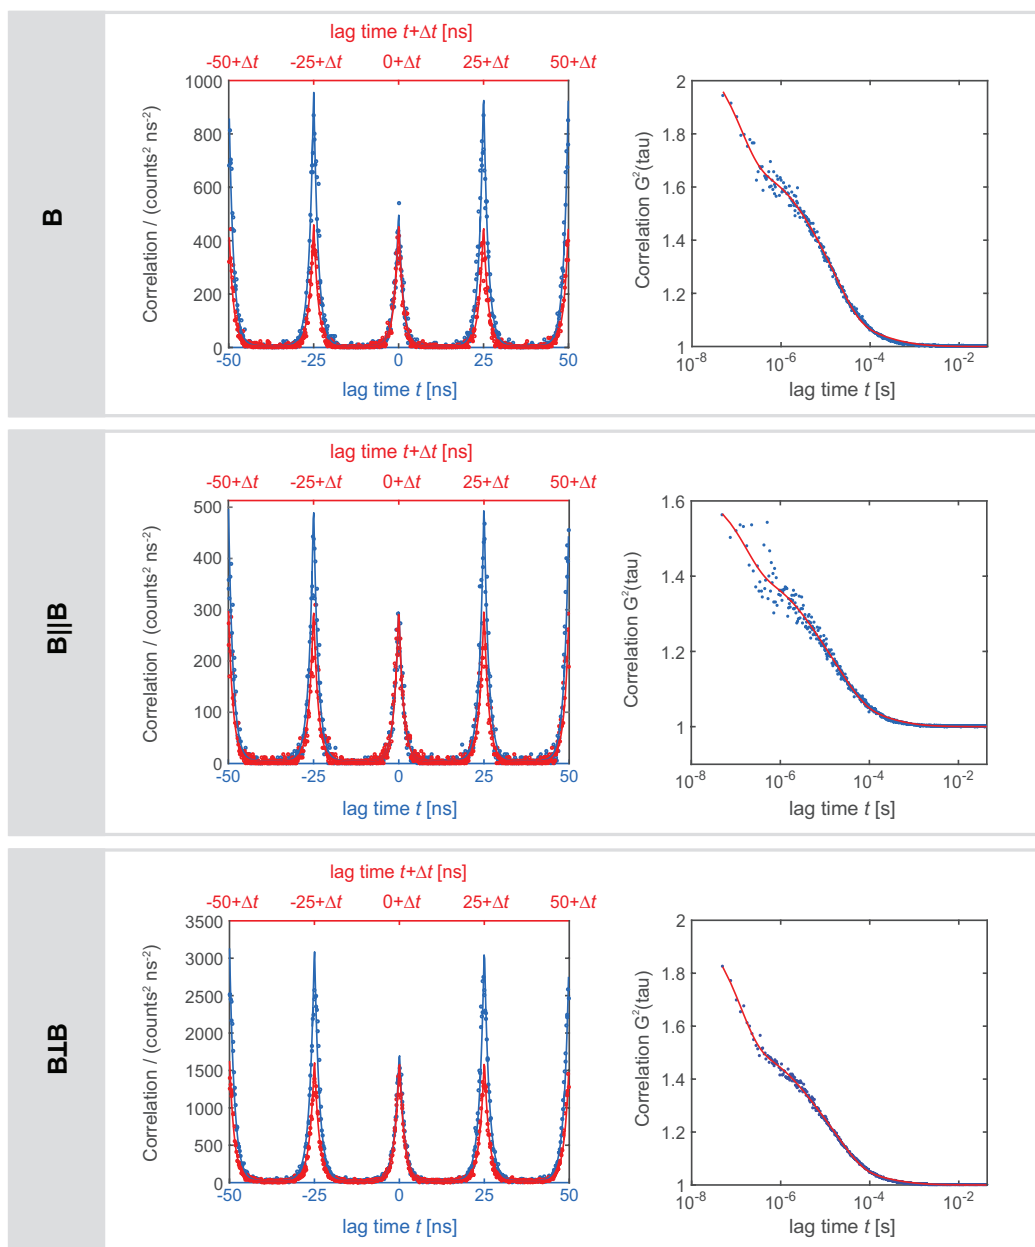 B
lag time t+Δt [ns]
-50+Δt -25+Δt 0+Δt 25+Δt 50+Δt
1000
800
600
400
200
0
Correlation / (counts² ns⁻²)
-50 -25 0 25 50
lag time t [ns]
2
1.8
1.6
1.4
1.2
1
Correlation G²(tau)
10⁻⁸ 10⁻⁶ 10⁻⁴ 10⁻²
lag time t [s]
B||B
lag time t+Δt [ns]
-50+Δt -25+Δt 0+Δt 25+Δt 50+Δt
500
400
300
200
100
0
Correlation / (counts² ns⁻²)
-50 -25 0 25 50
lag time t [ns]
1.6
1.4
1.2
1
Correlation G²(tau)
10⁻⁸ 10⁻⁶ 10⁻⁴ 10⁻²
lag time t [s]
B⊥B
lag time t+Δt [ns]
-50+Δt -25+Δt 0+Δt 25+Δt 50+Δt
3500
3000
2500
2000
1500
1000
500
0
Correlation / (counts² ns⁻²)
-50 -25 0 25 50
lag time t [ns]
2
1.8
1.6
1.4
1.2
1
Correlation G²(tau)
10⁻⁸ 10⁻⁶ 10⁻⁴ 10⁻²
lag time t [s]